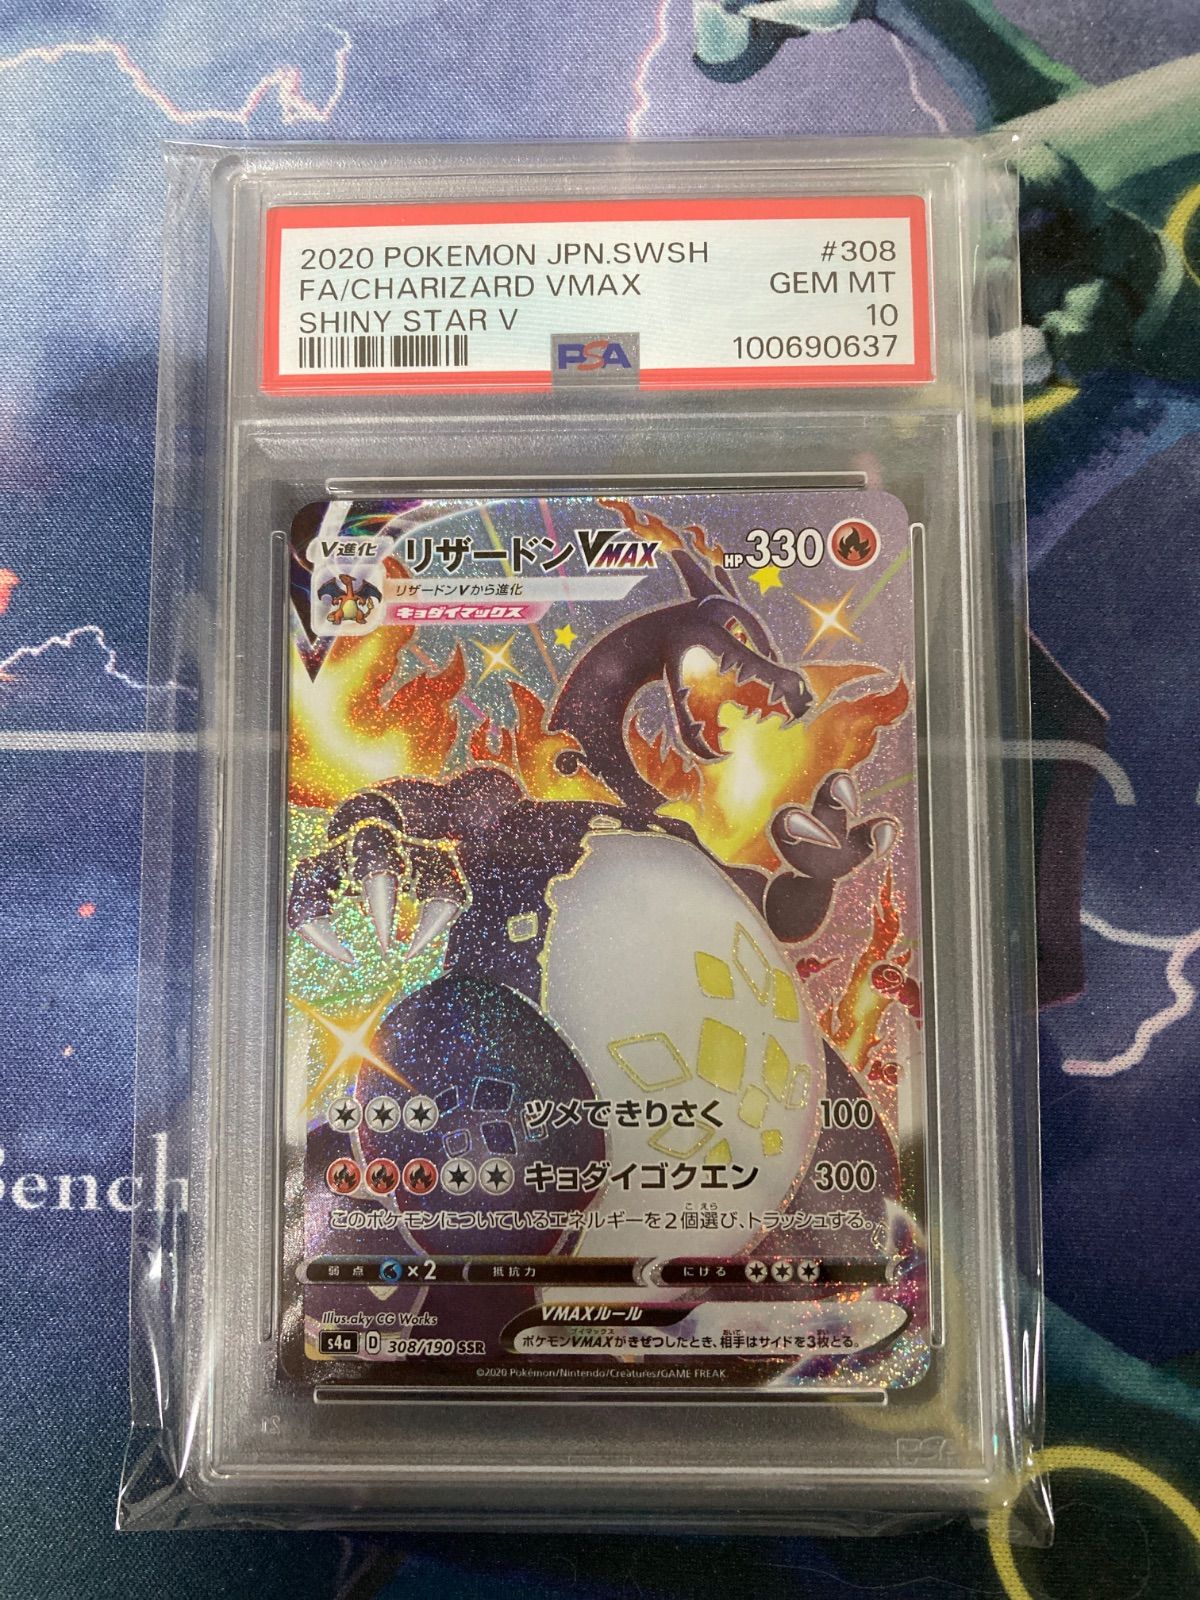 2020 POKEMON JPN.SWSH #308
FA/CHARIZARD VMAX GEM MT
SHINY STAR V 10
PSA 100690637
V進化 リザードンVMAX HP330
リザードンVから進化
キョダイマックス
ツメできりさく 100
キョダイゴクエン 300
このポケモンについているエネルギーを2個選び、トラッシュする。
弱点 ×2 抵抗力 にげる
Illus.aky CG Works VMAXルール
s4a D 308/190 SSR ポケモンVMAXがきぜつしたとき、相手はサイドを3枚とる。
©2020 Pokémon/Nintendo/Creatures/GAME FREAK.
Bench